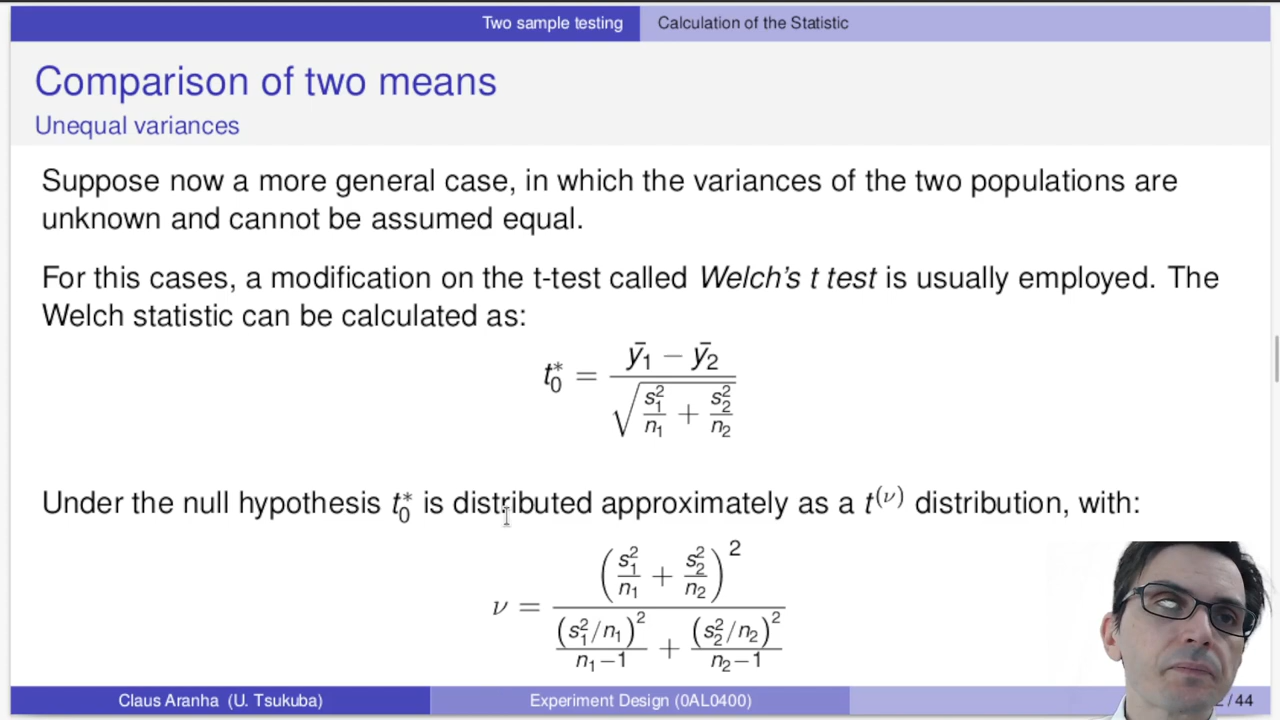 Two sample testing
Calculation of the Statistic
Comparison of two means
Unequal variances
Suppose now a more general case, in which the variances of the two populations are
unknown and cannot be assumed equal.
For this cases, a modification on the t-test called Welch's t test is usually employed. The
Welch statistic can be calculated as:
t₀* = (ȳ₁ − ȳ₂) / √(s₁²/n₁ + s₂²/n₂)
Under the null hypothesis t₀* is distributed approximately as a t⁽ᵛ⁾ distribution, with:
ν = (s₁²/n₁ + s₂²/n₂)² / ((s₁²/n₁)²/(n₁−1) + (s₂²/n₂)²/(n₂−1))
Claus Aranha (U. Tsukuba)
Experiment Design (0AL0400)
/ 44